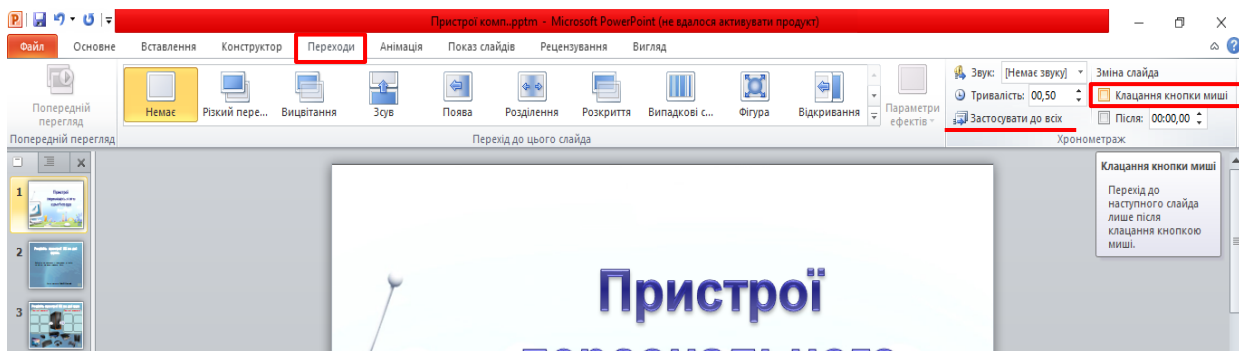 Пристрої комп..pptm - Microsoft PowerPoint (не вдалося активувати продукт)
Файл Основне Вставлення Конструктор Переходи Анімація Показ слайдів Рецензування Вигляд
Попередній перегляд
Немає Різкий пере... Вицвітання Зсув Поява Розділення Розкриття Випадкові с... Фігура Відкривання
Параметри ефектів
Звук: [Немає звуку]
Тривалість: 00,50
Застосувати до всіх
Зміна слайда
Клацання кнопки миші
Після: 00:00,00
Попередній перегляд Перехід до цього слайда Хронометраж
Клацання кнопки миші
Перехід до
наступного слайда
лише після
клацання кнопкою
миші.
1
2
3
Пристрої